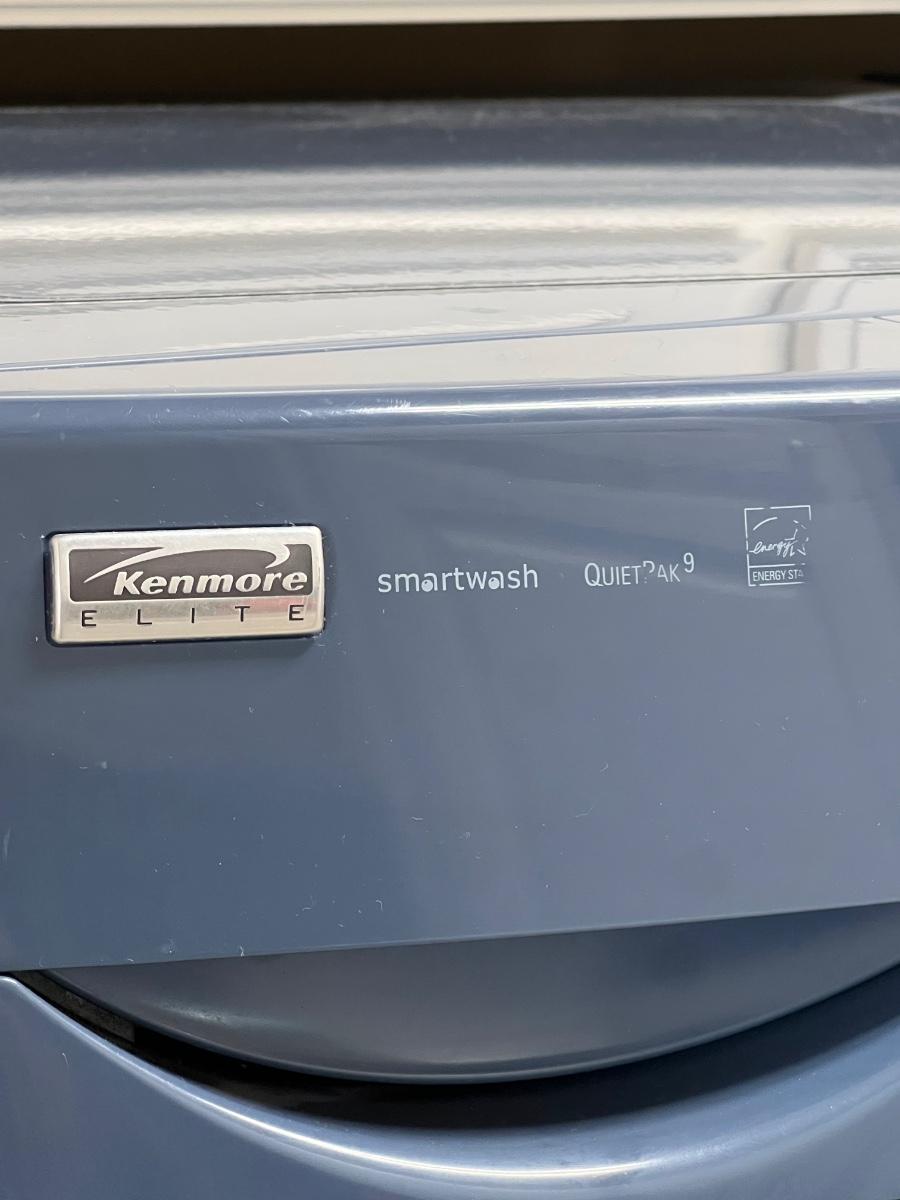 Kenmore
ELITE
smartwash
QUIETPAK9
energy
ENERGY STA